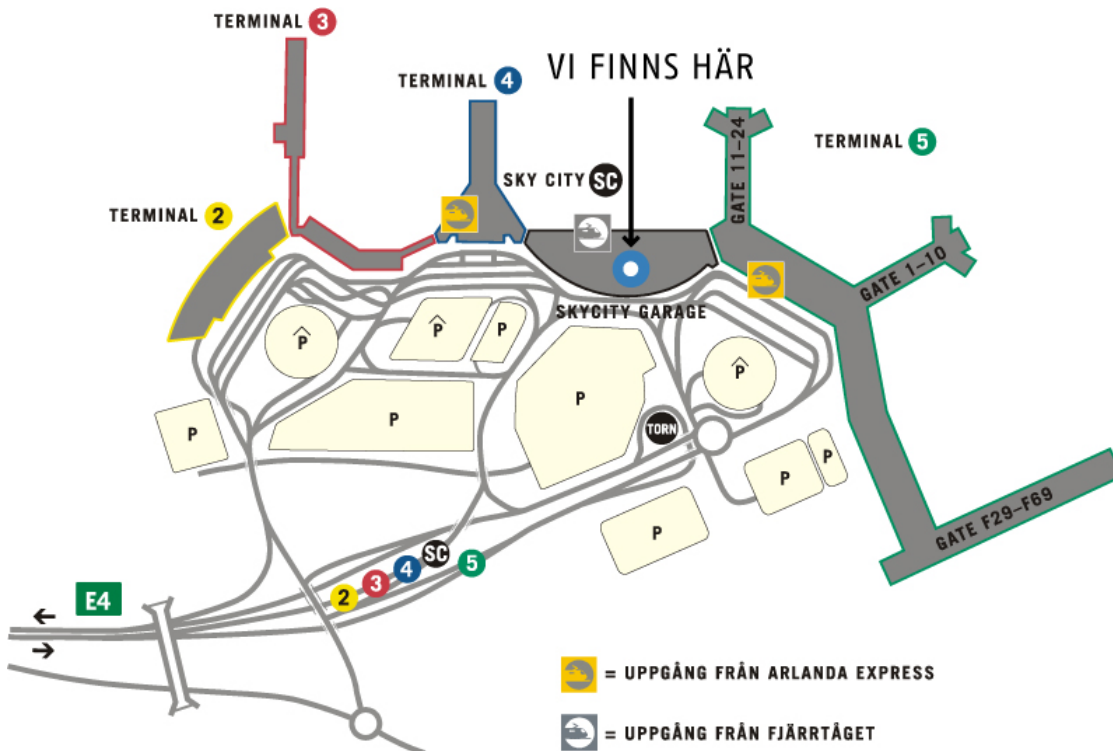 TERMINAL 3
TERMINAL 4
VI FINNS HÄR
TERMINAL 5
GATE 11–24
SKY CITY SC
TERMINAL 2
GATE 1–10
SKYCITY GARAGE
P
P
P
P
P
P
P
TORN
P
P
P
GATE F29–F69
P
SC
5
4
3
2
E4
= UPPGÅNG FRÅN ARLANDA EXPRESS
= UPPGÅNG FRÅN FJÄRRTÅGET